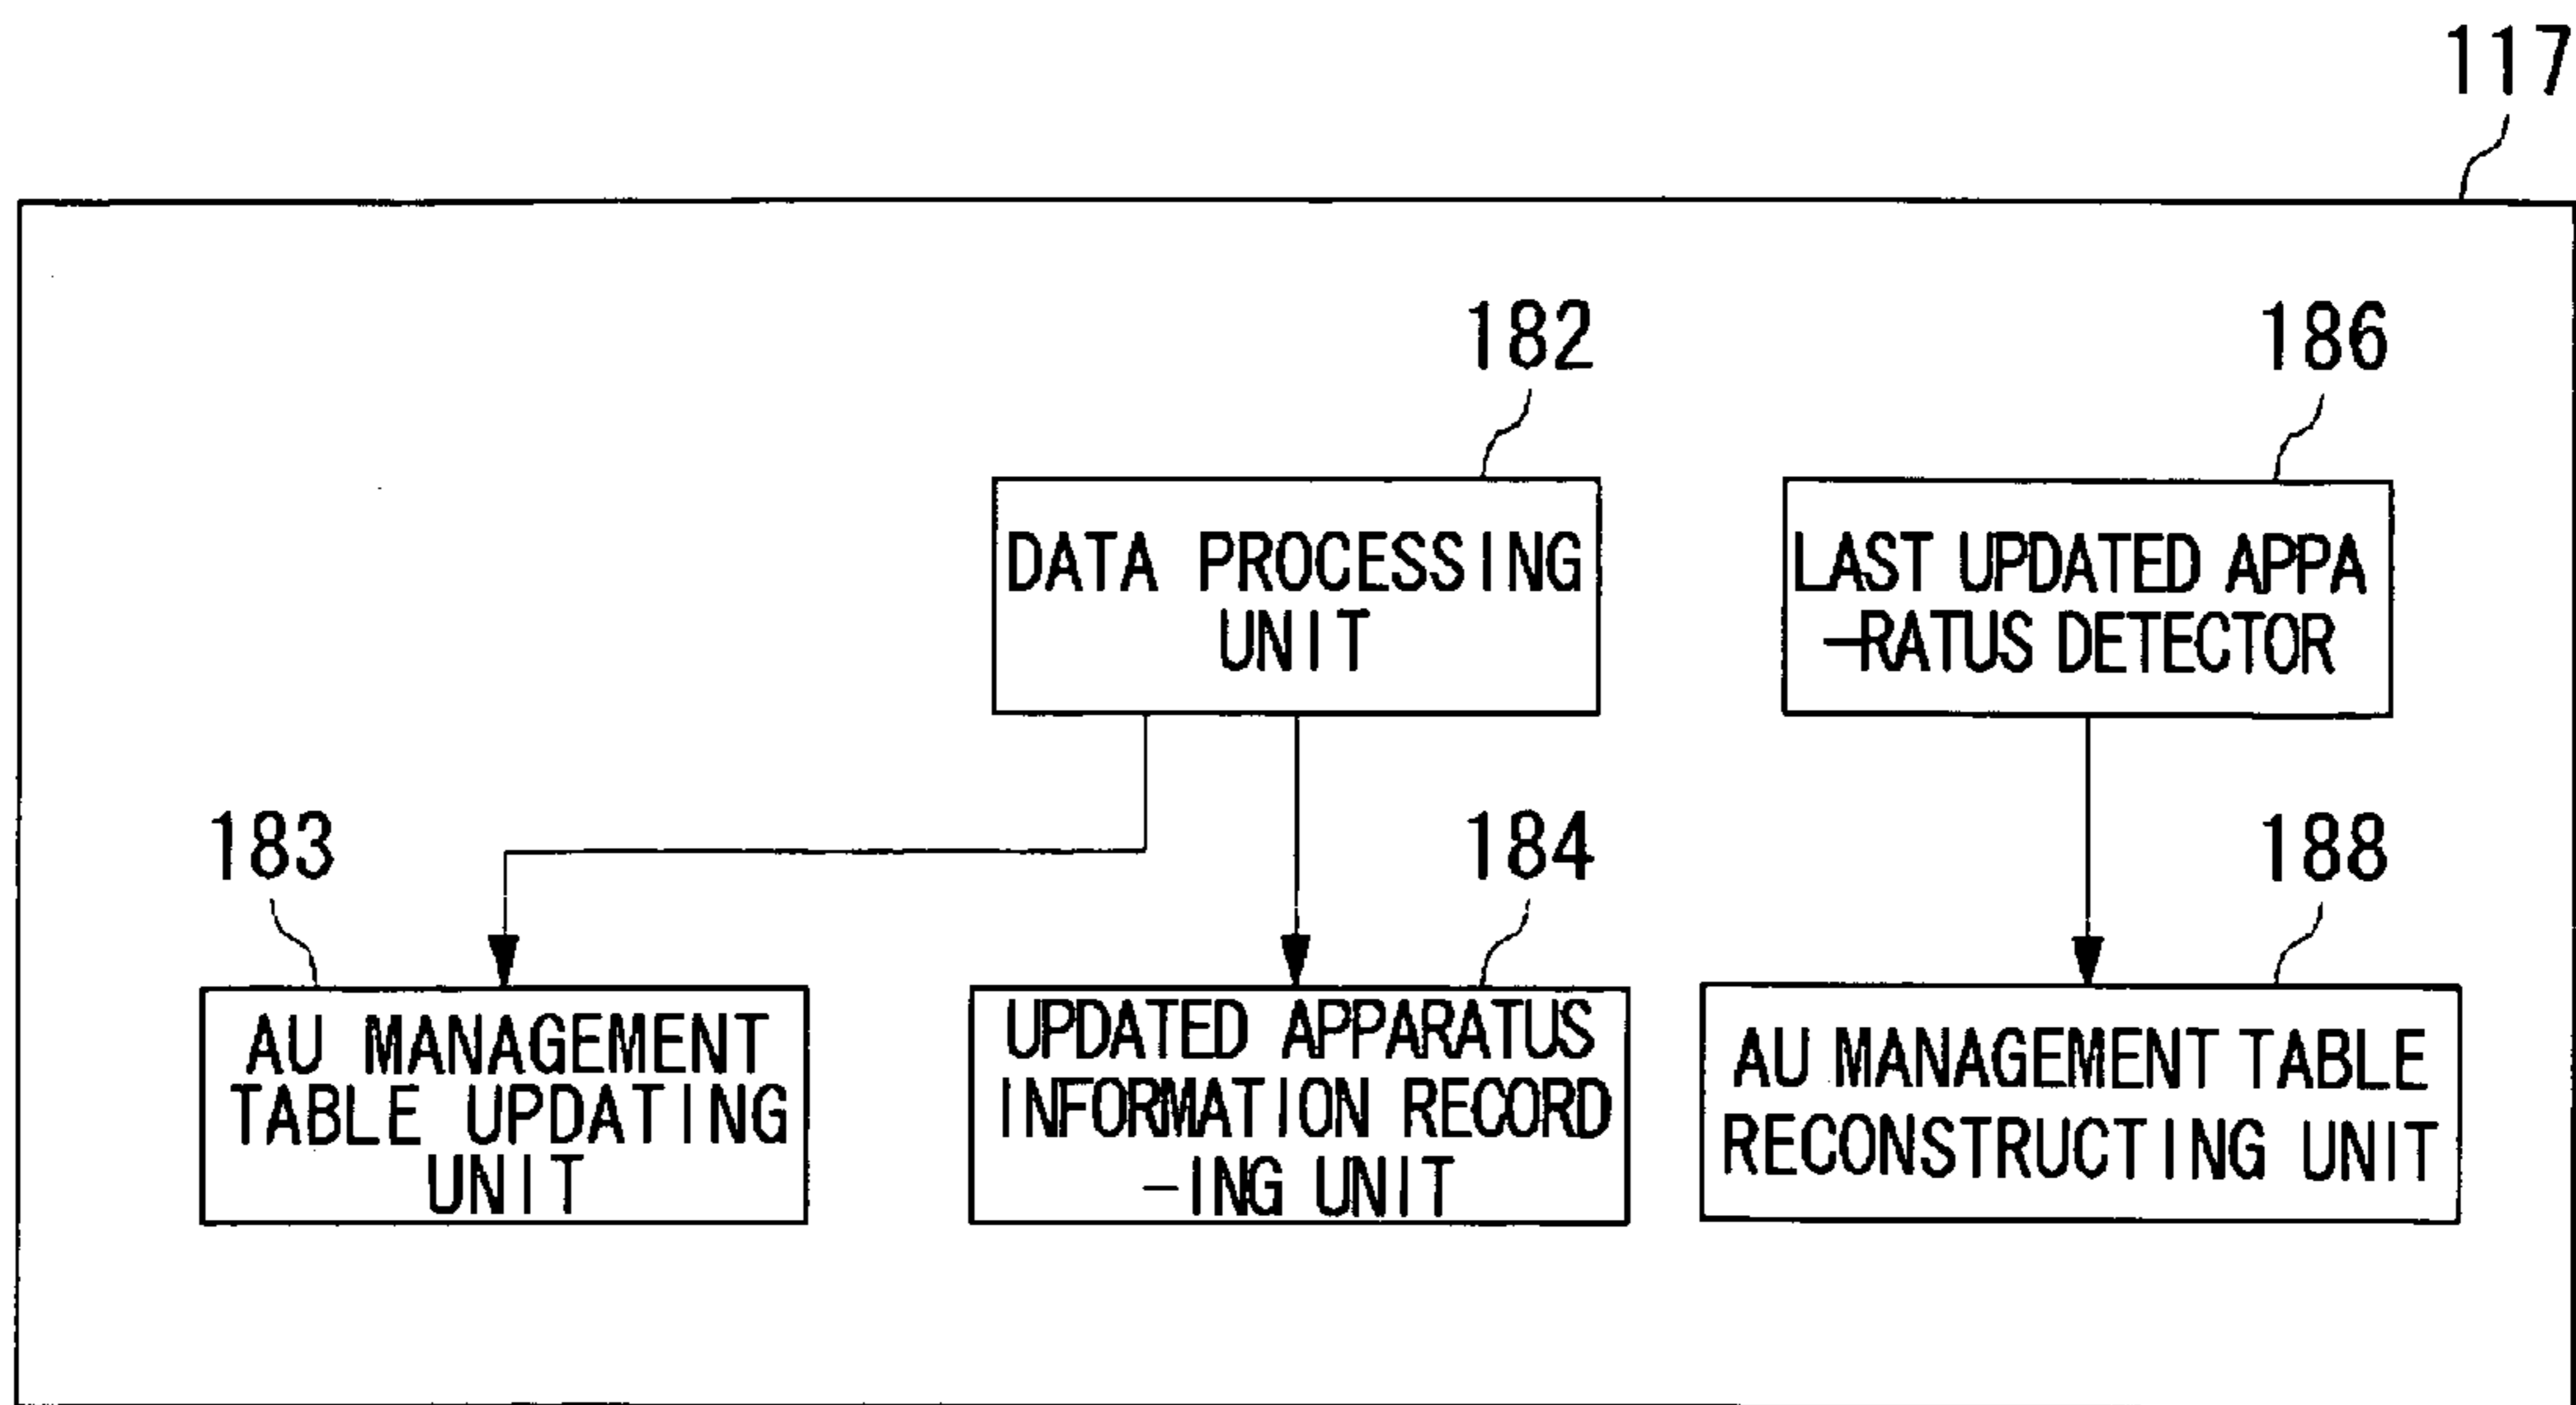 117
182
186
DATA PROCESSING
UNIT
LAST UPDATED APPA
-RATUS DETECTOR
183
184
188
AU MANAGEMENT
TABLE UPDATING
UNIT
UPDATED APPARATUS
INFORMATION RECORD
-ING UNIT
AU MANAGEMENT TABLE
RECONSTRUCTING UNIT